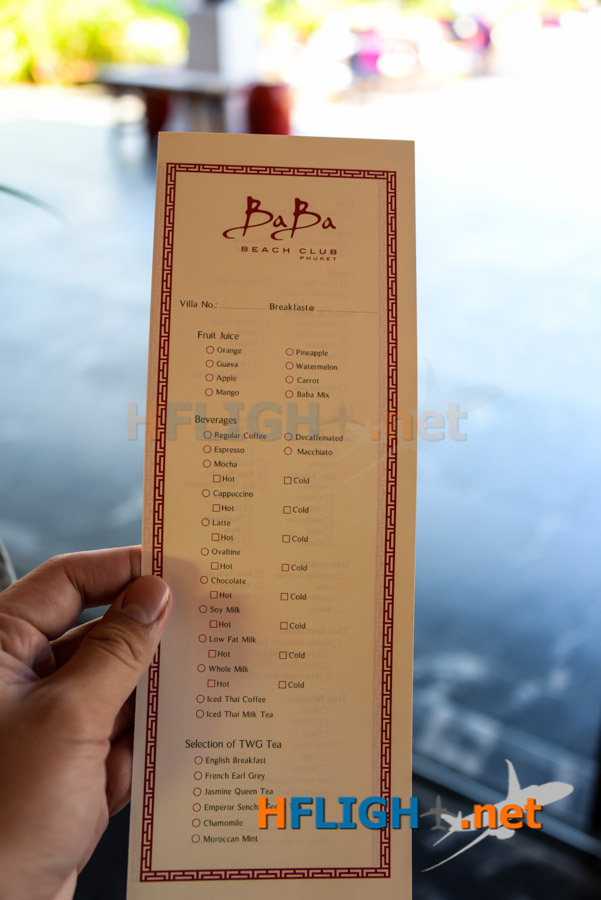 BaBa
BEACH CLUB
PHUKET
Villa No.: Breakfast@
Fruit Juice
Orange Pineapple
Guava Watermelon
Apple Carrot
Mango Baba Mix
HFLIGHT.net
Beverages
Regular Coffee Decaffeinated
Espresso Macchiato
Mocha
Hot Cold
Cappuccino
Hot Cold
Latte
Hot Cold
Ovaltine
Hot Cold
Chocolate
Hot Cold
Soy Milk
Hot Cold
Low Fat Milk
Hot Cold
Whole Milk
Hot Cold
Iced Thai Coffee
Iced Thai Milk Tea
Selection of TWG Tea
English Breakfast
French Earl Grey
Jasmine Queen Tea
Emperor Sencha
HFLIGHT.net
Chamomile
Moroccan Mint